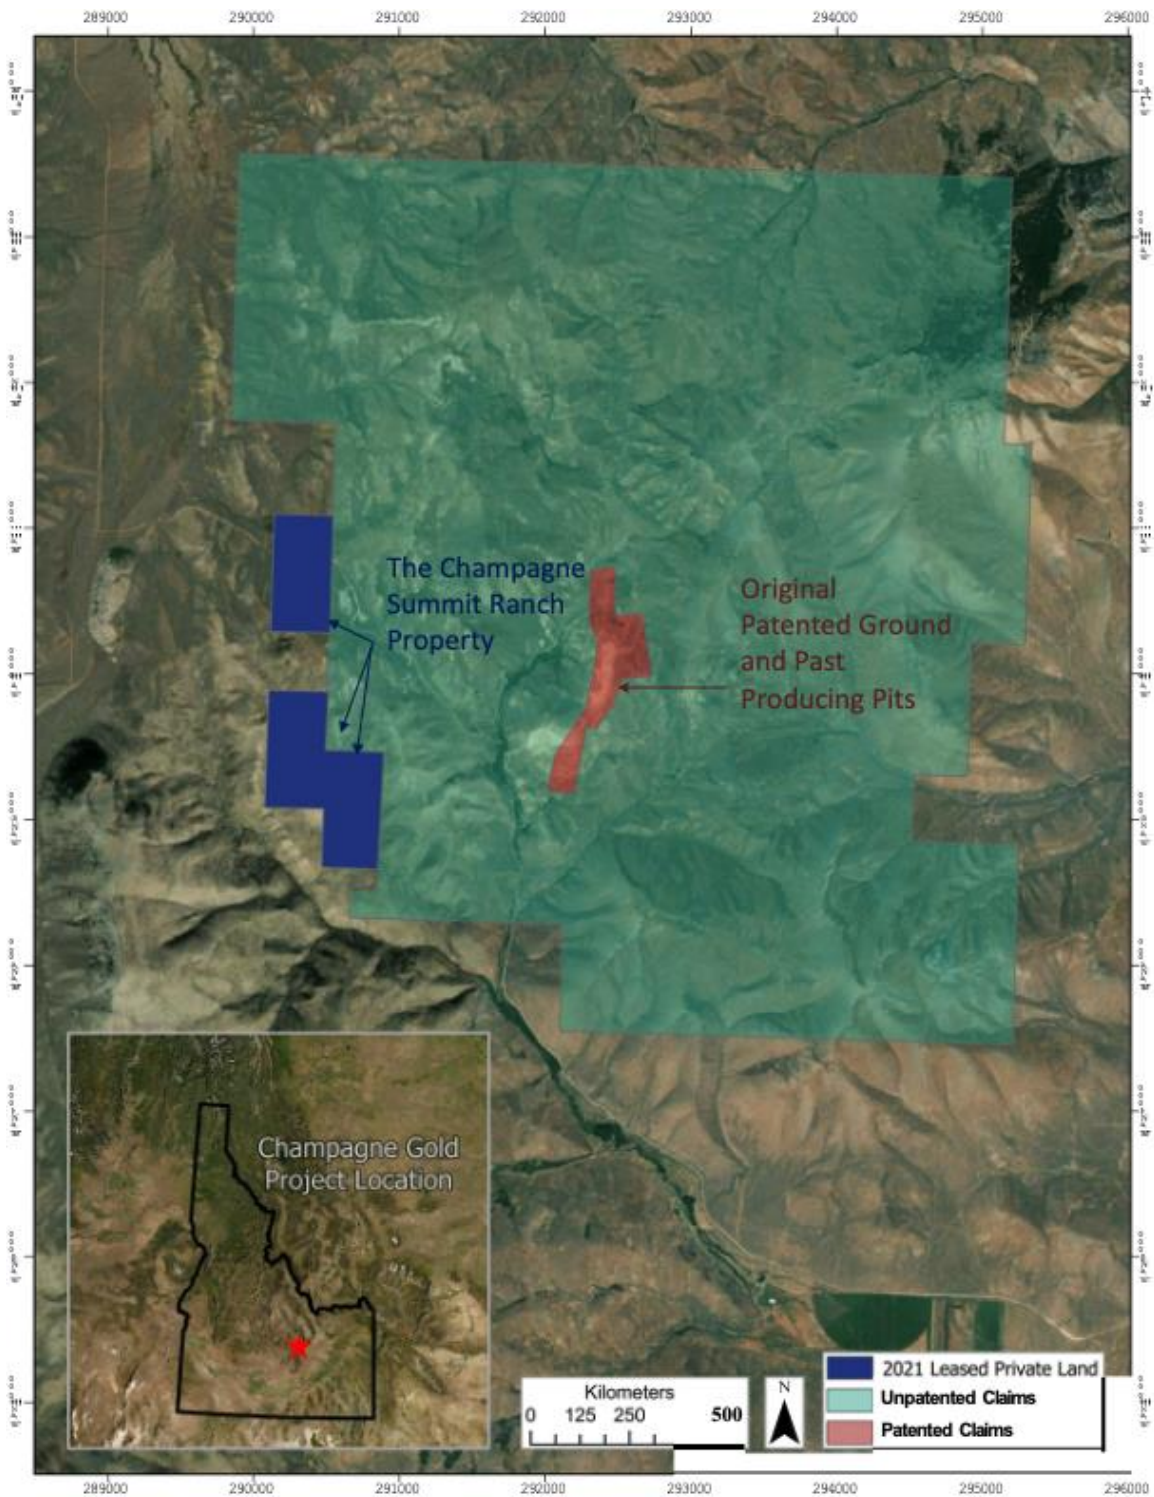 289000 290000 291000 292000 293000 294000 295000 296000
The Champagne
Summit Ranch
Property
Original
Patented Ground
and Past
Producing Pits
Champagne Gold
Project Location
Kilometers
0 125 250 500
N
2021 Leased Private Land
Unpatented Claims
Patented Claims
289000 290000 291000 292000 293000 294000 295000 296000